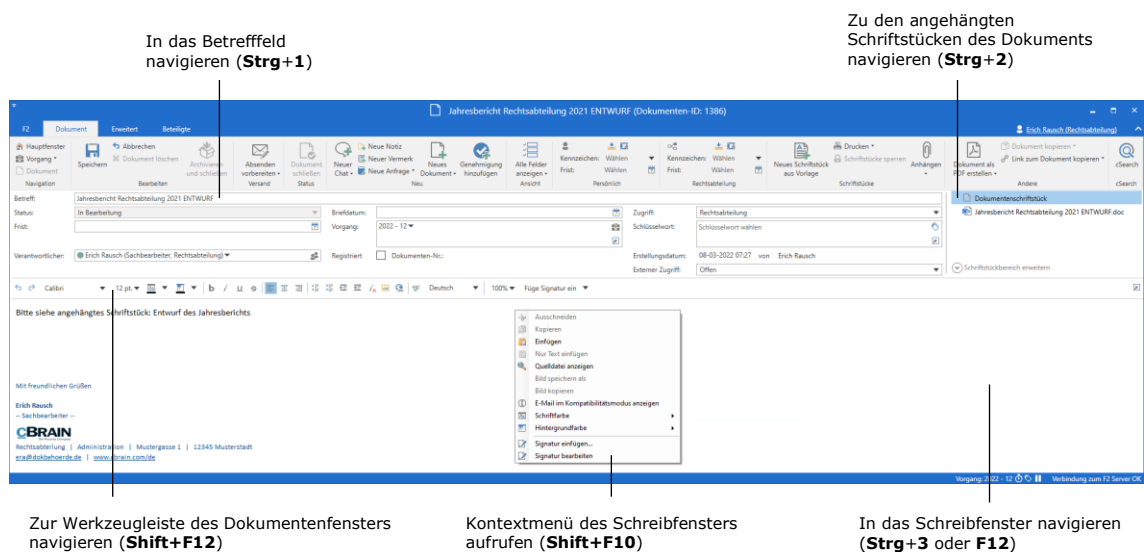 In das Betrefffeld
navigieren (Strg+1)
Zu den angehängten
Schriftstücken des Dokuments
navigieren (Strg+2)
Jahresbericht Rechtsabteilung 2021 ENTWURF (Dokumenten-ID: 1386)
F2 Dokument Erweitert Beteiligte Erich Rausch (Rechtsabteilung)
Hauptfenster
Vorgang
Dokument
Navigation
Speichern
Abbrechen
Dokument löschen
Archivieren
und schließen
Bearbeiten
Absenden
vorbereiten
Versand
Dokument
schließen
Status
Neuer
Chat
Neue Notiz
Neuer Vermerk
Neue Anfrage
Neues
Dokument
Genehmigung
hinzufügen
Neu
Alle Felder
anzeigen
Ansicht
Kennzeichen: Wählen
Frist: Wählen
Persönlich
Kennzeichen: Wählen
Frist: Wählen
Rechtsabteilung
Neues Schriftstück
aus Vorlage
Drucken
Schriftstücke sperren
Anhängen
Schriftstücke
Dokument als
PDF erstellen
Dokument kopieren
Link zum Dokument kopieren
Andere
cSearch
cSearch
Betreff: Jahresbericht Rechtsabteilung 2021 ENTWURF
Status: In Bearbeitung
Briefdatum:
Zugriff: Rechtsabteilung
Frist:
Vorgang: 2022 - 12
Schlüsselwort: Schlüsselwort wählen
Verantwortlicher: Erich Rausch (Sachbearbeiter, Rechtsabteilung)
Registriert Dokumenten-Nr.:
Erstellungsdatum: 08-03-2022 07:27 von Erich Rausch
Externer Zugriff: Offen
Dokumentenschriftstück
Jahresbericht Rechtsabteilung 2021 ENTWURF.doc
Schriftstückbereich erweitern
Calibri 12 pt. b / u Deutsch 100% Füge Signatur ein
Bitte siehe angehängtes Schriftstück: Entwurf des Jahresberichts
Ausschneiden
Kopieren
Einfügen
Nur Text einfügen
Quelldatei anzeigen
Bild speichern als
Bild kopieren
E-Mail im Kompatibilitätsmodus anzeigen
Schriftfarbe
Hintergrundfarbe
Signatur einfügen...
Signatur bearbeiten
Mit freundlichen Grüßen
Erich Rausch
– Sachbearbeiter –
CBRAIN
Rechtsabteilung | Administration | Mustergasse 1 | 12345 Musterstadt
era@dokbehoerde.de | www.cbrain.com/de
Vorgang: 2022 - 12 Verbindung zum F2 Server OK
Zur Werkzeugleiste des Dokumentenfensters
navigieren (Shift+F12)
Kontextmenü des Schreibfensters
aufrufen (Shift+F10)
In das Schreibfenster navigieren
(Strg+3 oder F12)